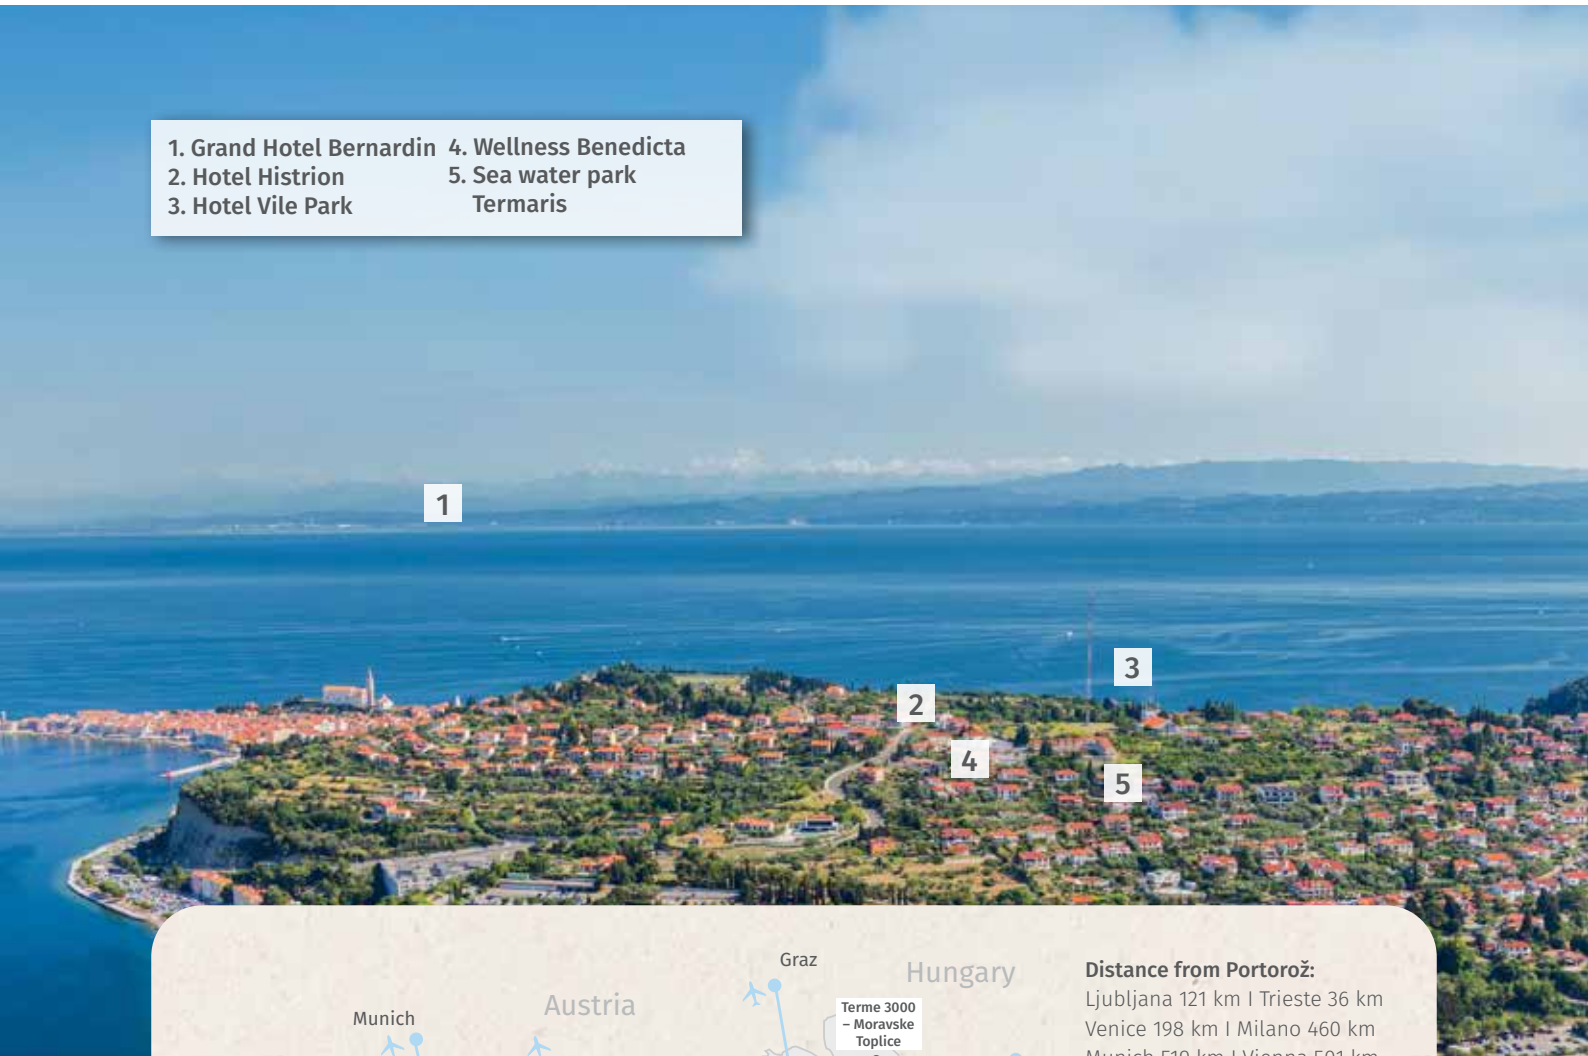 1. Grand Hotel Bernardin
2. Hotel Histrion
3. Hotel Vile Park
4. Wellness Benedicta
5. Sea water park
Termaris
1
2
3
4
5
Graz
Hungary
Austria
Munich
Terme 3000
– Moravske
Toplice
Distance from Portorož:
Ljubljana 121 km I Trieste 36 km
Venice 198 km I Milano 460 km